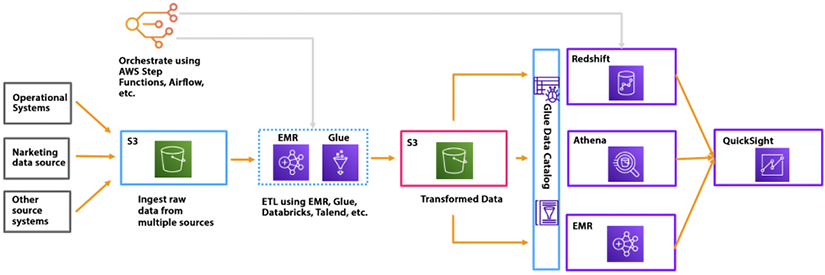 Orchestrate using
AWS Step
Functions, Airflow,
etc.
Operational
Systems
Narketing
data source
Other
source
systems
S3
Ingest raw
data from
multiple sources
EMR
Glue
ETL using EMR, Glue,
Databricks, Talend, etc.
S3
Transformed Data
Glue Data Catalog
Redshift
Athena
EMR
QuickSight